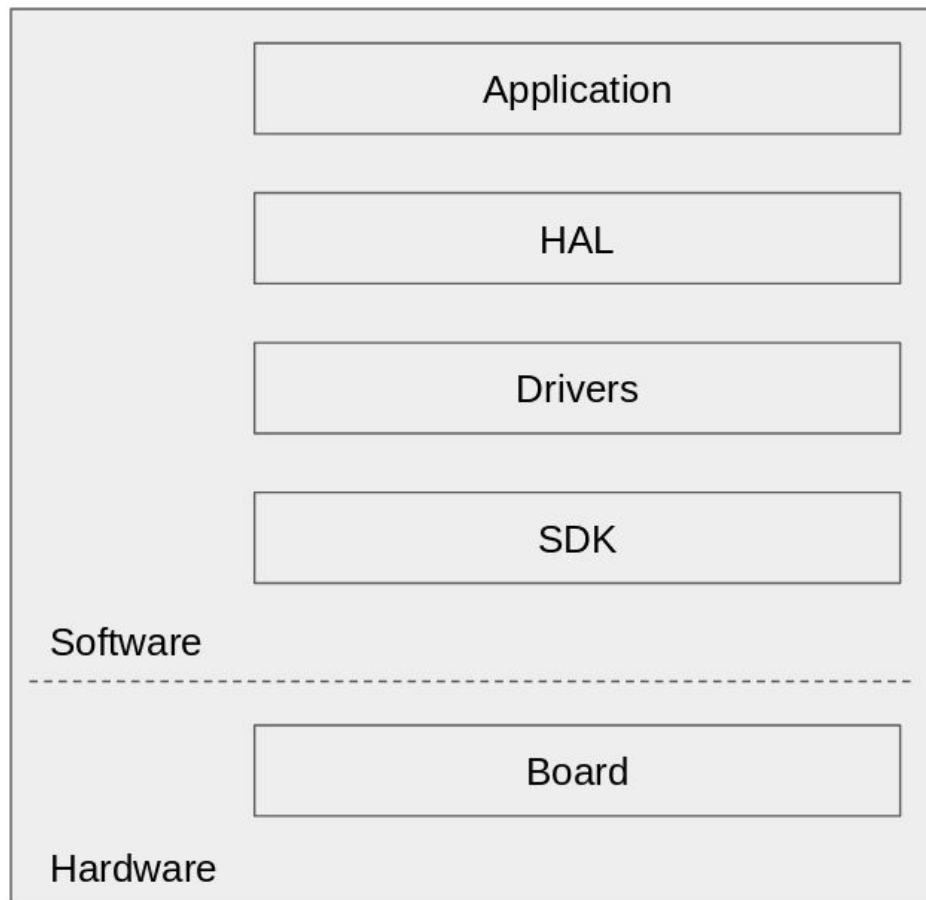 Application
HAL
Drivers
SDK
Software
Board
Hardware